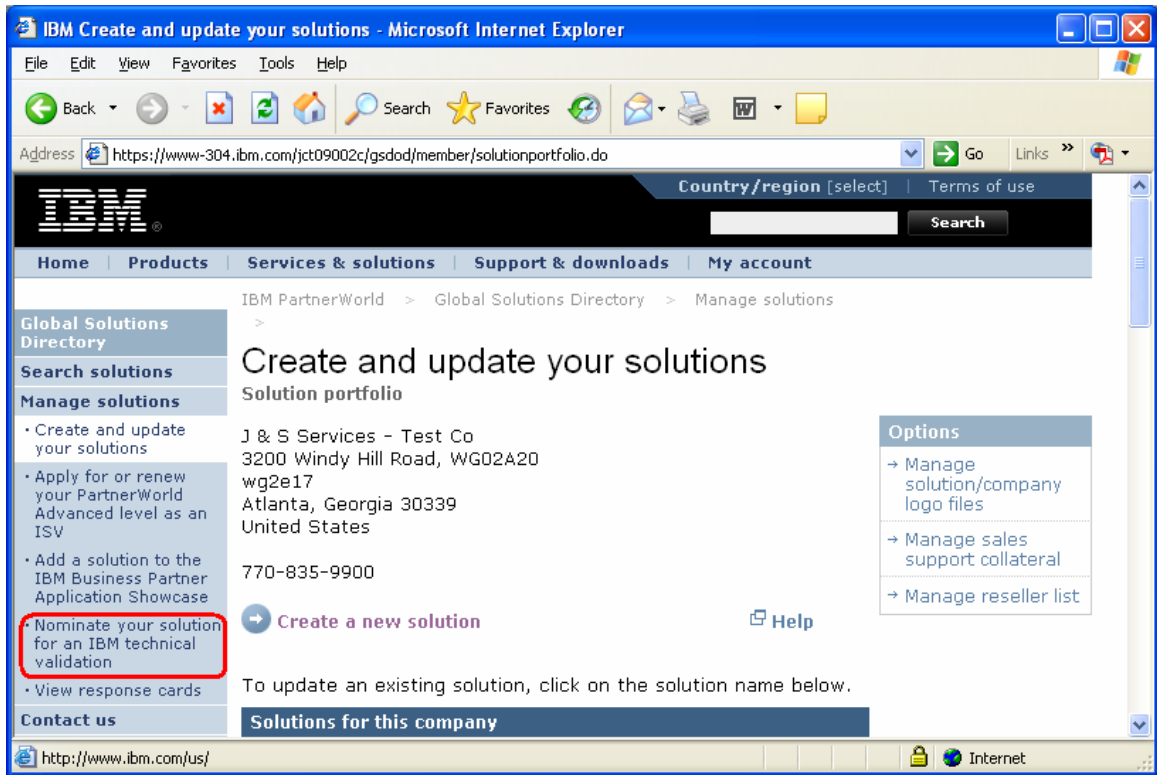 IBM Create and update your solutions - Microsoft Internet Explorer
File Edit View Favorites Tools Help
Back Search Favorites
Address https://www-304.ibm.com/jct09002c/gsdod/member/solutionportfolio.do Go Links »
Country/region [select] | Terms of use
IBM ®
Search
Home | Products | Services & solutions | Support & downloads | My account
IBM PartnerWorld > Global Solutions Directory > Manage solutions
>
Global Solutions
Directory
Search solutions
Manage solutions
· Create and update
your solutions
· Apply for or renew
your PartnerWorld
Advanced level as an
ISV
· Add a solution to the
IBM Business Partner
Application Showcase
· Nominate your solution
for an IBM technical
validation
· View response cards
Contact us
Create and update your solutions
Solution portfolio
J & S Services - Test Co
3200 Windy Hill Road, WG02A20
wg2e17
Atlanta, Georgia 30339
United States
770-835-9900
Create a new solution
Help
To update an existing solution, click on the solution name below.
Solutions for this company
Options
→ Manage
solution/company
logo files
→ Manage sales
support collateral
→ Manage reseller list
http://www.ibm.com/us/ Internet